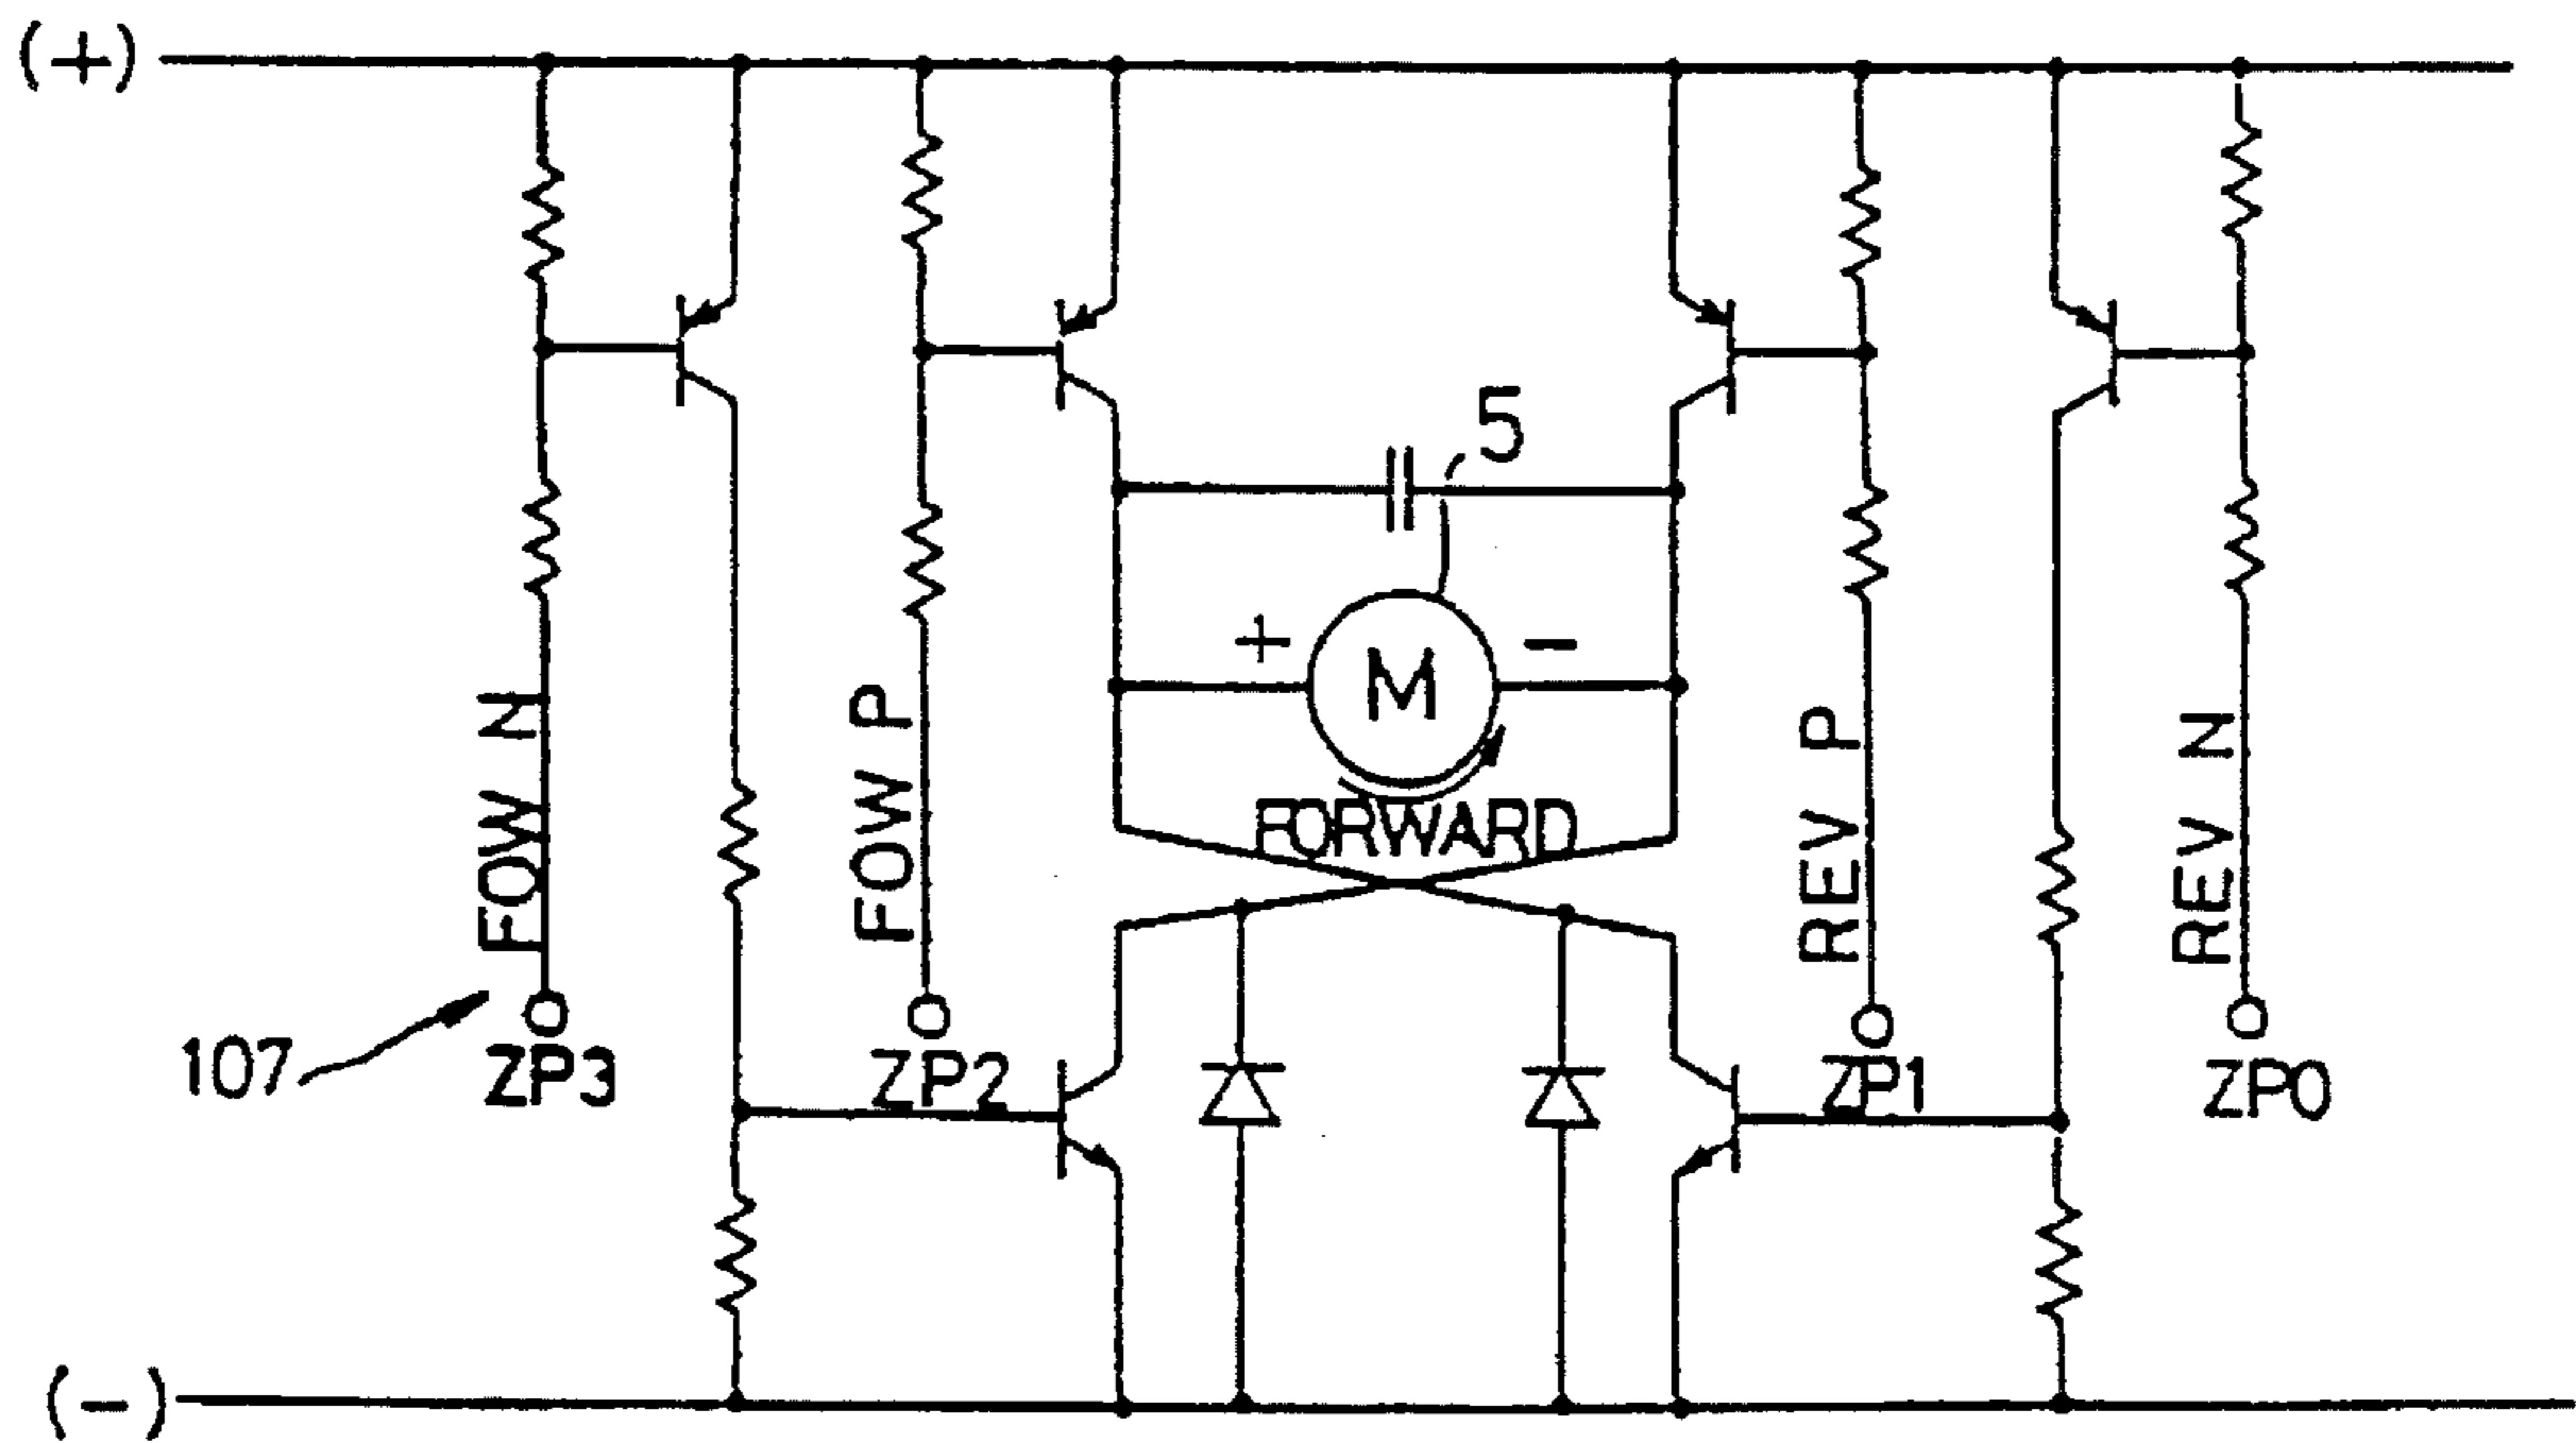 (+)
5
+
M
-
FOW N
FOW P
FORWARD
REV P
REV N
107
ZP3
ZP2
ZP1
ZP0
(-)